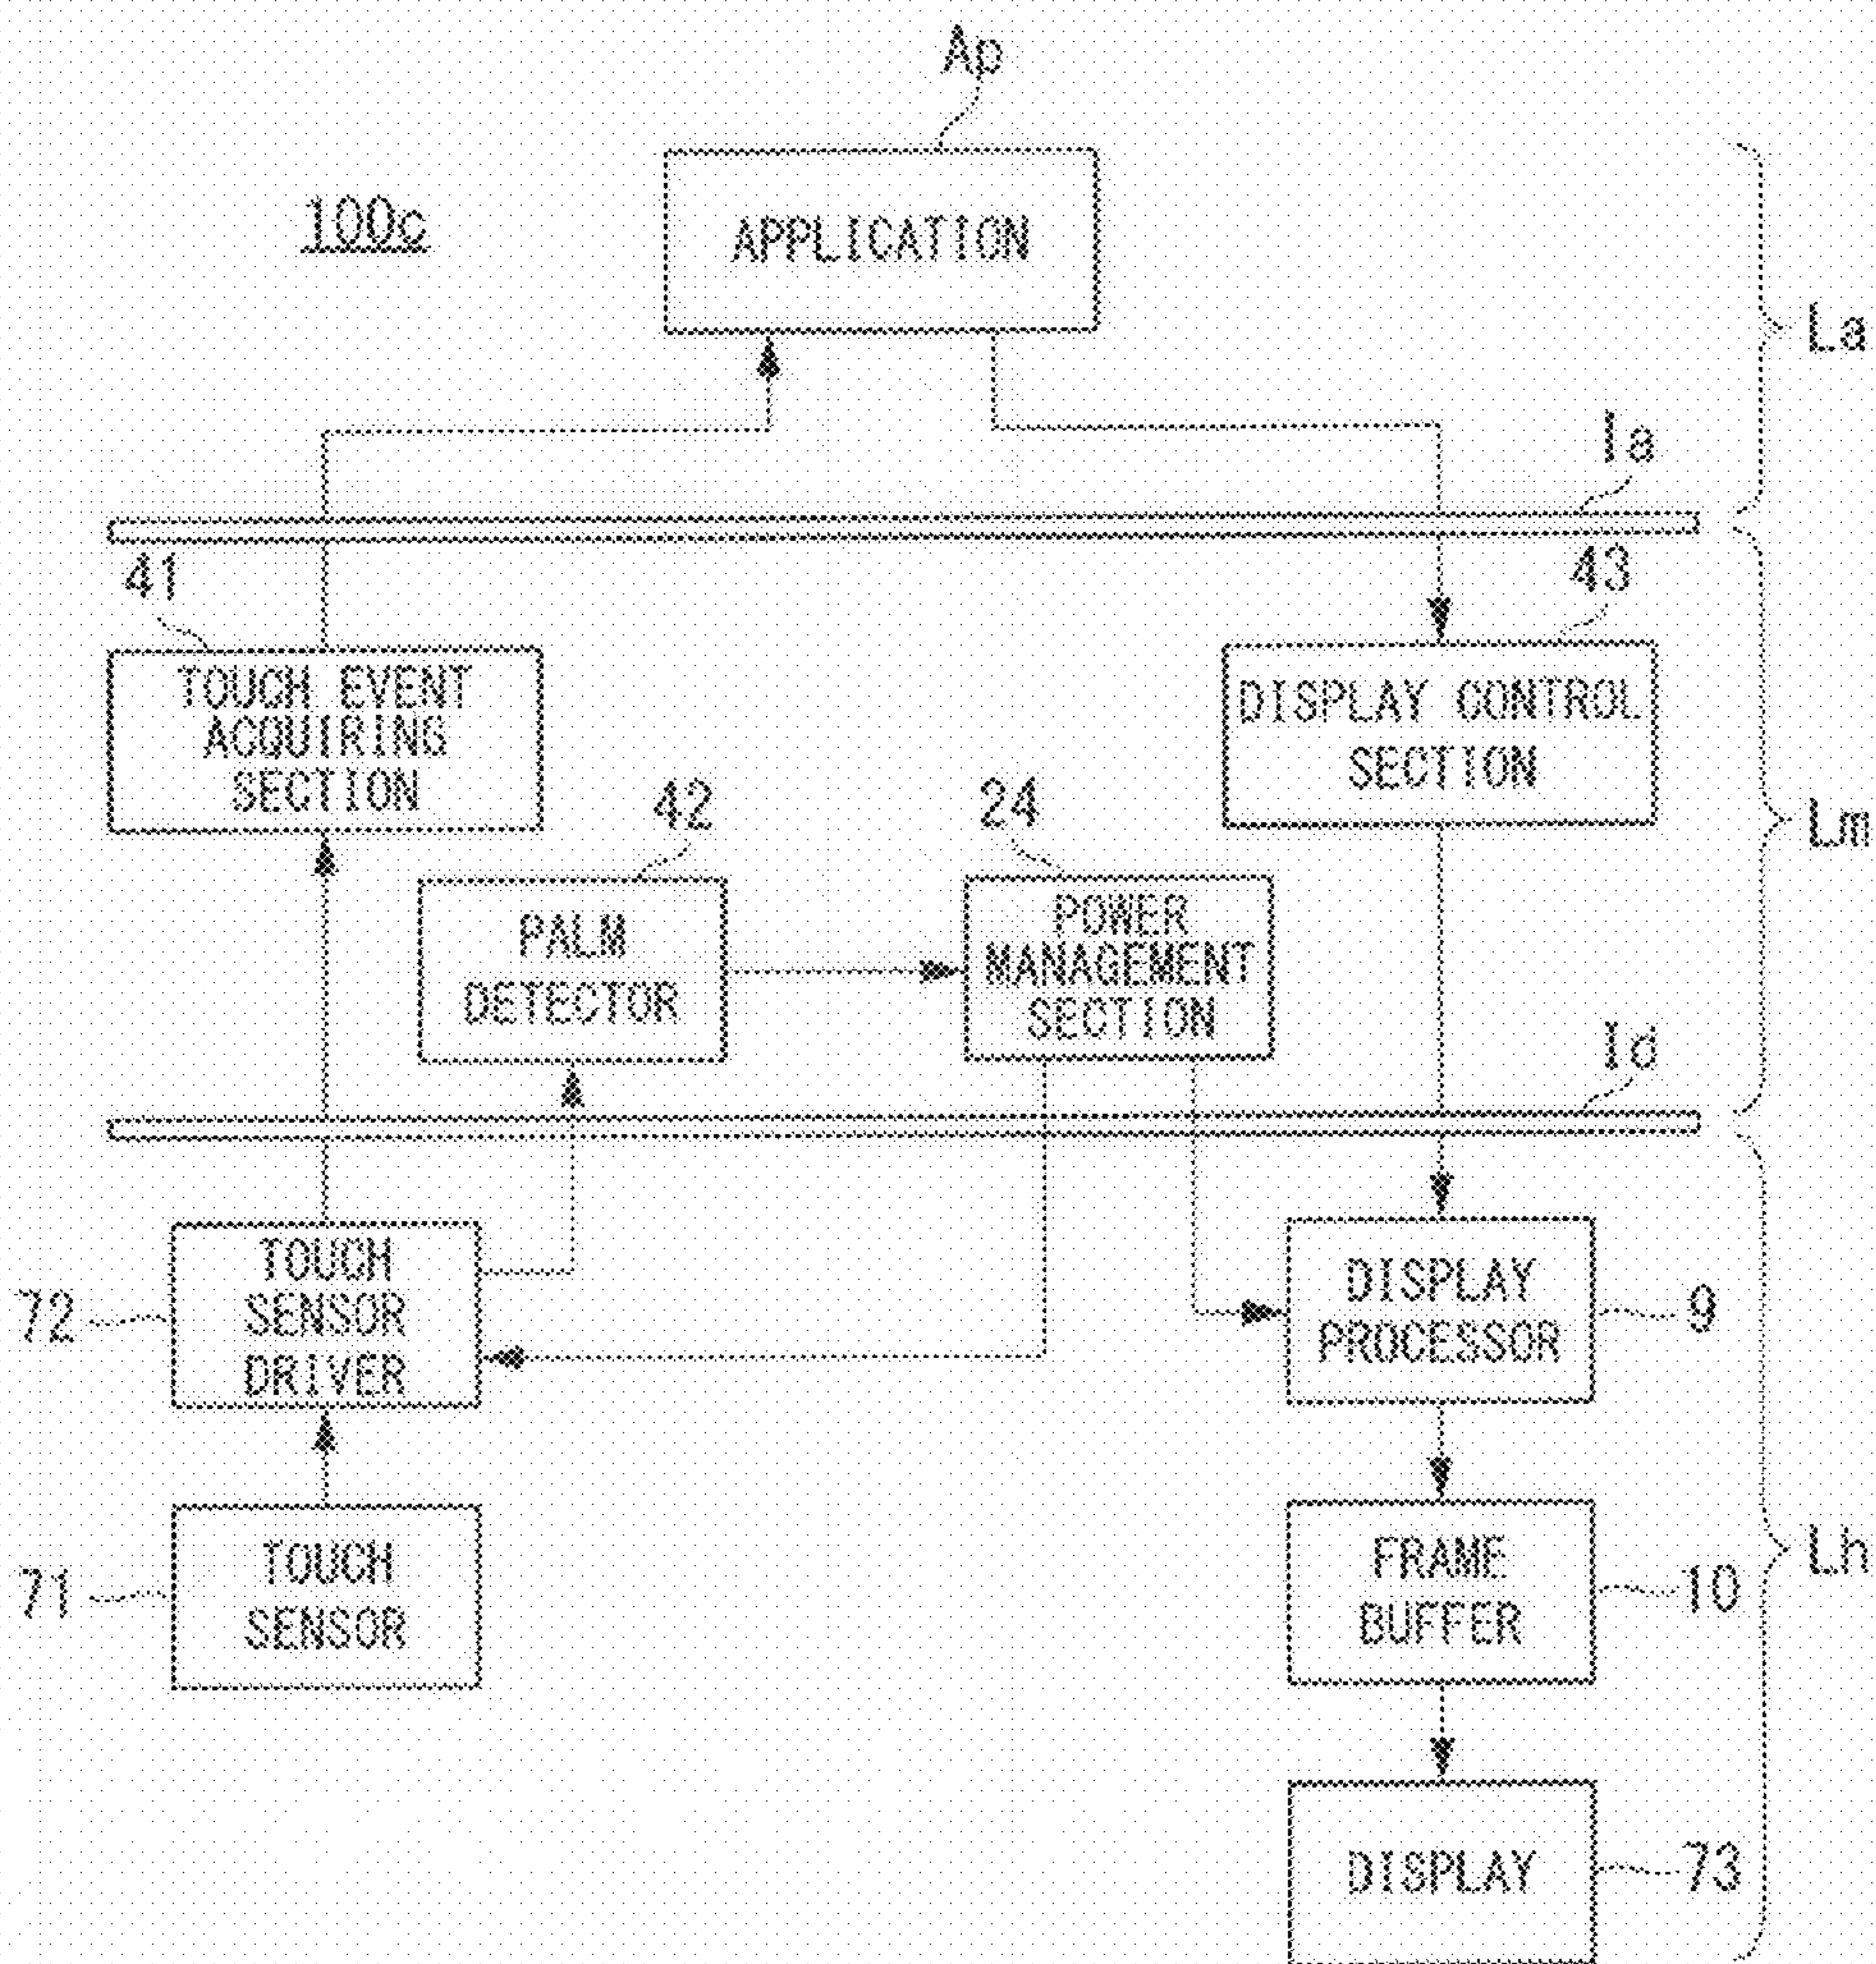 Ap
100c
APPLICATION
La
Ia
41
43
TOUCH EVENT
ACQUIRING
SECTION
DISPLAY CONTROL
SECTION
42
24
Lm
PALM
DETECTOR
POWER
MANAGEMENT
SECTION
Id
72
TOUCH
SENSOR
DRIVER
DISPLAY
PROCESSOR
9
71
TOUCH
SENSOR
FRAME
BUFFER
10
Lh
DISPLAY
73